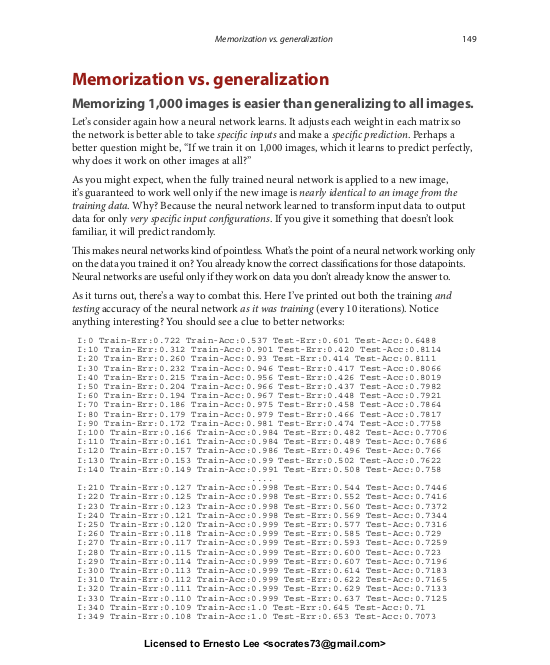 Memorization vs. generalization 149
Memorization vs. generalization
Memorizing 1,000 images is easier than generalizing to all images.
Let's consider again how a neural network learns. It adjusts each weight in each matrix so
the network is better able to take specific inputs and make a specific prediction. Perhaps a
better question might be, “If we train it on 1,000 images, which it learns to predict perfectly,
why does it work on other images at all?”
As you might expect, when the fully trained neural network is applied to a new image,
it's guaranteed to work well only if the new image is nearly identical to an image from the
training data. Why? Because the neural network learned to transform input data to output
data for only very specific input configurations. If you give it something that doesn't look
familiar, it will predict randomly.
This makes neural networks kind of pointless. What's the point of a neural network working only
on the data you trained it on? You already know the correct classifications for those datapoints.
Neural networks are useful only if they work on data you don't already know the answer to.
As it turns out, there's a way to combat this. Here I've printed out both the training and
testing accuracy of the neural network as it was training (every 10 iterations). Notice
anything interesting? You should see a clue to better networks:
I:0 Train-Err:0.722 Train-Acc:0.537 Test-Err:0.601 Test-Acc:0.6488
I:10 Train-Err:0.312 Train-Acc:0.901 Test-Err:0.420 Test-Acc:0.8114
I:20 Train-Err:0.260 Train-Acc:0.93 Test-Err:0.414 Test-Acc:0.8111
I:30 Train-Err:0.232 Train-Acc:0.946 Test-Err:0.417 Test-Acc:0.8066
I:40 Train-Err:0.215 Train-Acc:0.956 Test-Err:0.426 Test-Acc:0.8019
I:50 Train-Err:0.204 Train-Acc:0.966 Test-Err:0.437 Test-Acc:0.7982
I:60 Train-Err:0.194 Train-Acc:0.967 Test-Err:0.448 Test-Acc:0.7921
I:70 Train-Err:0.186 Train-Acc:0.975 Test-Err:0.458 Test-Acc:0.7864
I:80 Train-Err:0.179 Train-Acc:0.979 Test-Err:0.466 Test-Acc:0.7817
I:90 Train-Err:0.172 Train-Acc:0.981 Test-Err:0.474 Test-Acc:0.7758
I:100 Train-Err:0.166 Train-Acc:0.984 Test-Err:0.482 Test-Acc:0.7706
I:110 Train-Err:0.161 Train-Acc:0.984 Test-Err:0.489 Test-Acc:0.7686
I:120 Train-Err:0.157 Train-Acc:0.986 Test-Err:0.496 Test-Acc:0.766
I:130 Train-Err:0.153 Train-Acc:0.99 Test-Err:0.502 Test-Acc:0.7622
I:140 Train-Err:0.149 Train-Acc:0.991 Test-Err:0.508 Test-Acc:0.758
....
I:210 Train-Err:0.127 Train-Acc:0.998 Test-Err:0.544 Test-Acc:0.7446
I:220 Train-Err:0.125 Train-Acc:0.998 Test-Err:0.552 Test-Acc:0.7416
I:230 Train-Err:0.123 Train-Acc:0.998 Test-Err:0.560 Test-Acc:0.7372
I:240 Train-Err:0.121 Train-Acc:0.998 Test-Err:0.569 Test-Acc:0.7344
I:250 Train-Err:0.120 Train-Acc:0.999 Test-Err:0.577 Test-Acc:0.7316
I:260 Train-Err:0.118 Train-Acc:0.999 Test-Err:0.585 Test-Acc:0.729
I:270 Train-Err:0.117 Train-Acc:0.999 Test-Err:0.593 Test-Acc:0.7259
I:280 Train-Err:0.115 Train-Acc:0.999 Test-Err:0.600 Test-Acc:0.723
I:290 Train-Err:0.114 Train-Acc:0.999 Test-Err:0.607 Test-Acc:0.7196
I:300 Train-Err:0.113 Train-Acc:0.999 Test-Err:0.614 Test-Acc:0.7183
I:310 Train-Err:0.112 Train-Acc:0.999 Test-Err:0.622 Test-Acc:0.7165
I:320 Train-Err:0.111 Train-Acc:0.999 Test-Err:0.629 Test-Acc:0.7133
I:330 Train-Err:0.110 Train-Acc:0.999 Test-Err:0.637 Test-Acc:0.7125
I:340 Train-Err:0.109 Train-Acc:1.0 Test-Err:0.645 Test-Acc:0.71
I:349 Train-Err:0.108 Train-Acc:1.0 Test-Err:0.653 Test-Acc:0.7073
Licensed to Ernesto Lee <socrates73@gmail.com>